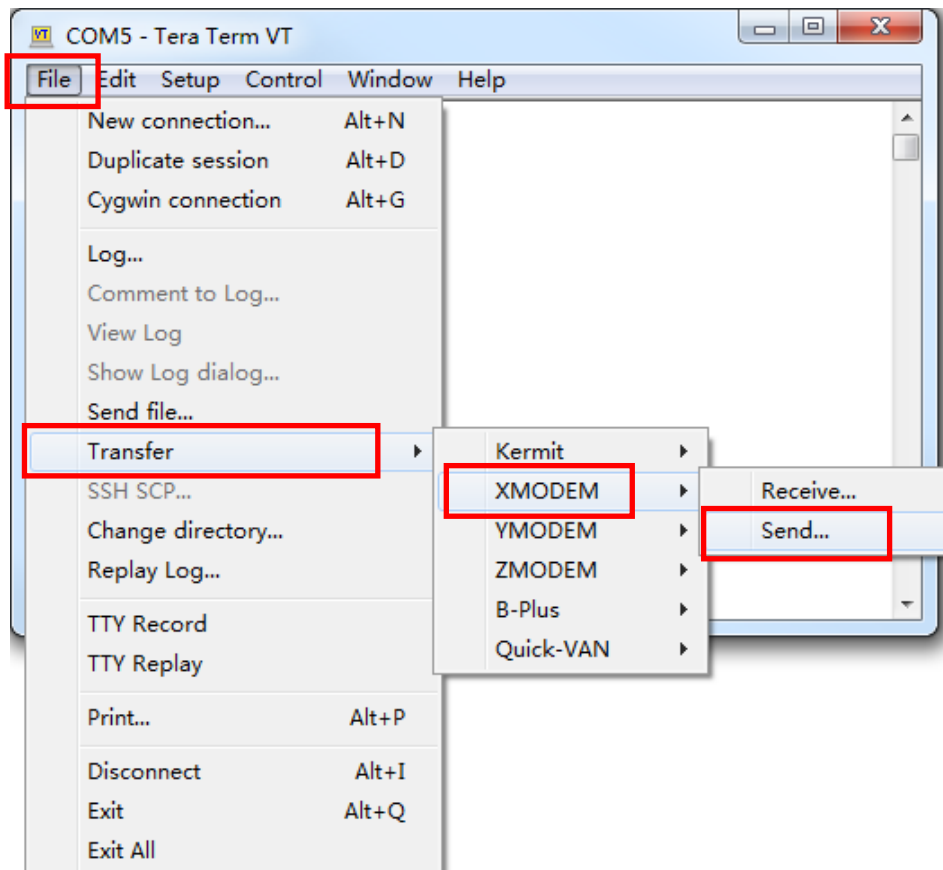 COM5 - Tera Term VT
File Edit Setup Control Window Help
New connection... Alt+N
Duplicate session Alt+D
Cygwin connection Alt+G
Log...
Comment to Log...
View Log
Show Log dialog...
Send file...
Transfer
SSH SCP...
Change directory...
Replay Log...
TTY Record
TTY Replay
Print... Alt+P
Disconnect Alt+I
Exit Alt+Q
Exit All
Kermit
XMODEM
YMODEM
ZMODEM
B-Plus
Quick-VAN
Receive...
Send...